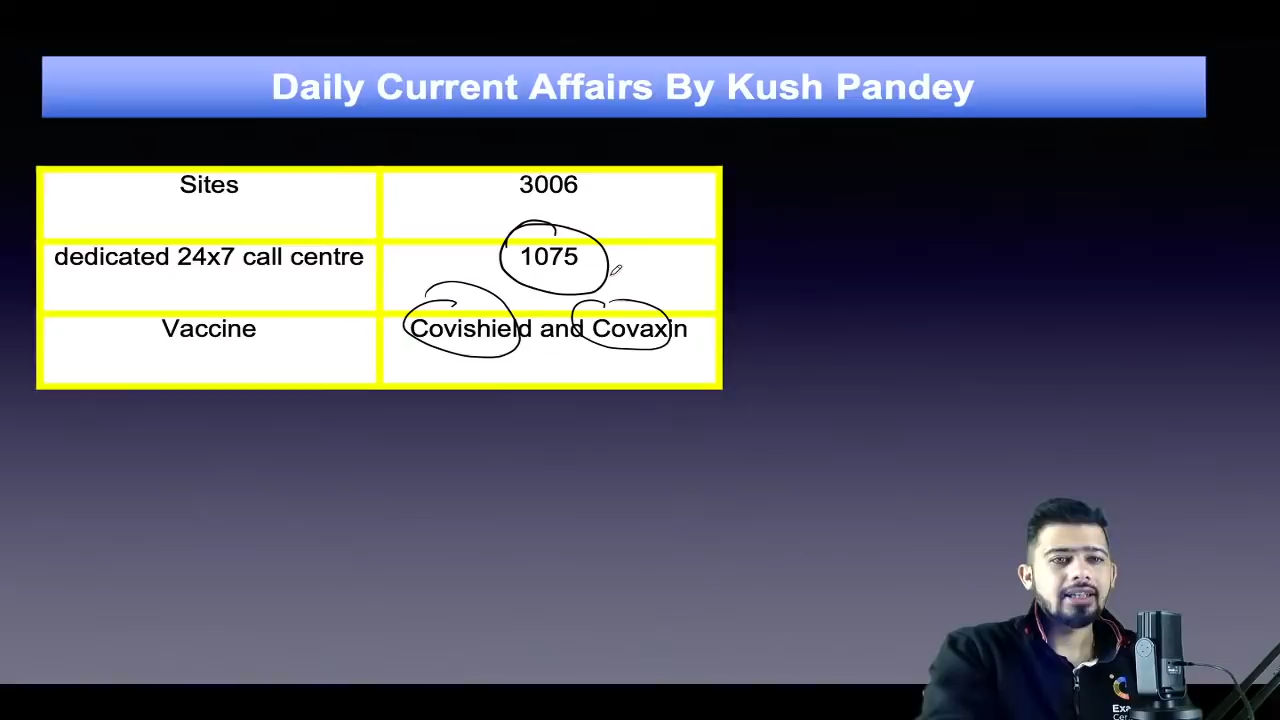 Daily Current Affairs By Kush Pandey
Sites 3006
dedicated 24x7 call centre 1075
Vaccine Covishield and Covaxin